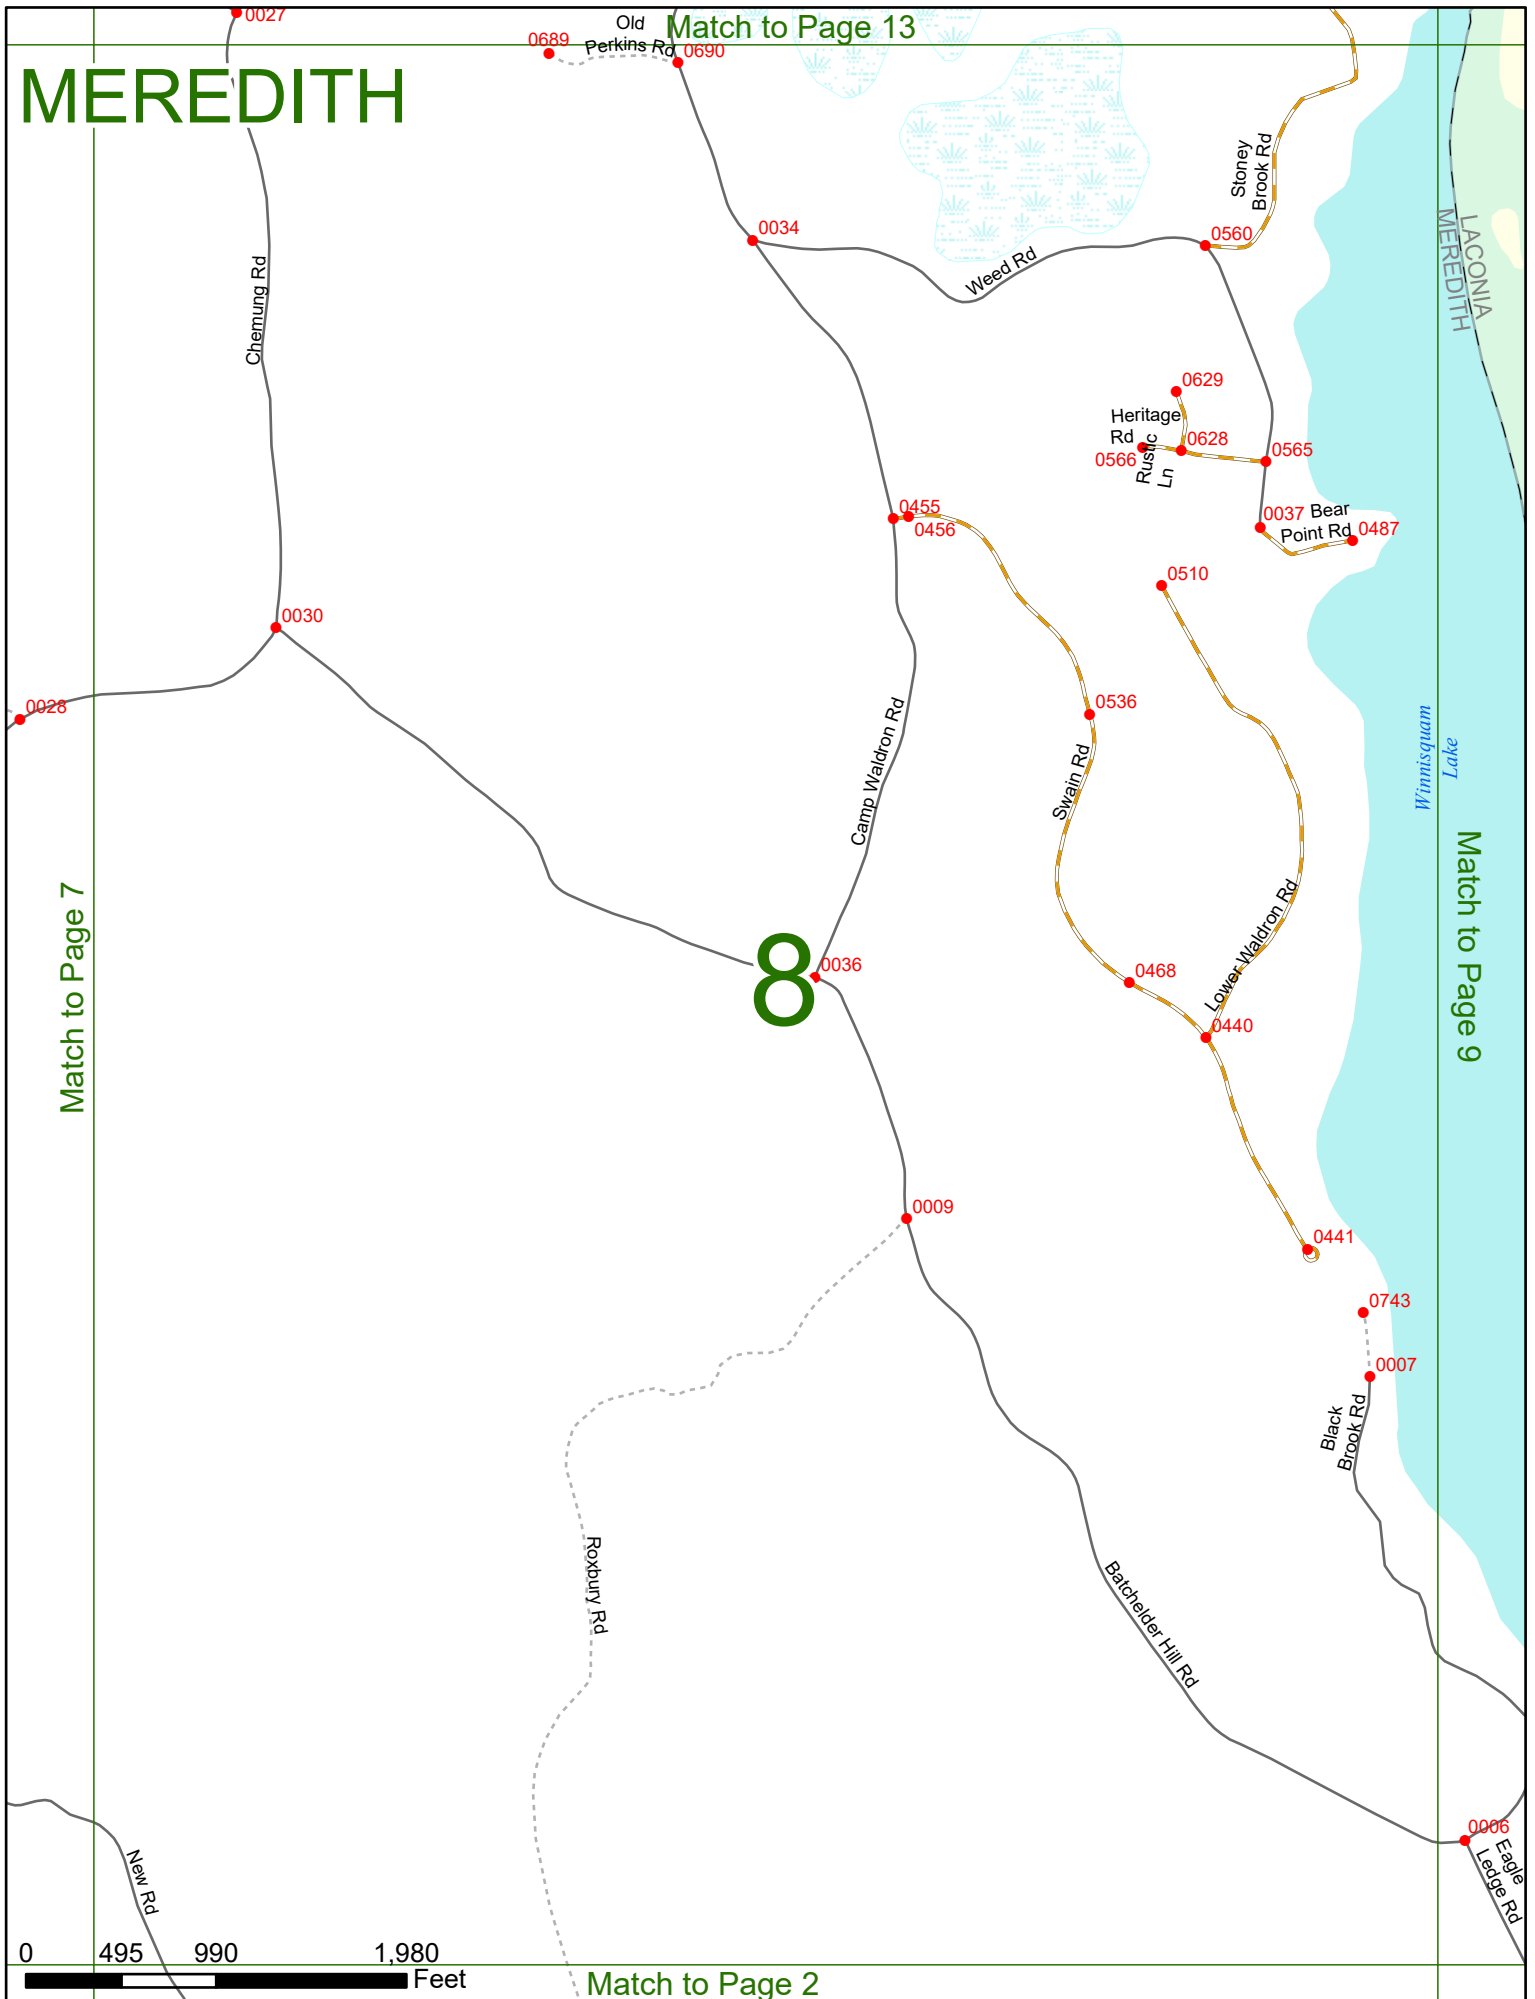 0027
Old
Match to Page 13
0689
Perkins Rd
0690
MEREDITH
Stoney
Brook Rd
0034
0560
LACONIA
MEREDITH
Weed Rd
Chemung Rd
0629
Heritage
Rd
0628
0566
Rustic
Ln
0565
0455
0456
0037
Bear
Point Rd
0487
0510
0030
0028
0536
Camp Waldron Rd
Swain Rd
Winnisquam
Lake
Match to Page 7
Match to Page 9
Lower Waldron Rd
8
0036
0468
0440
0009
0441
0743
0007
Black
Brook Rd
Roxbury Rd
Batchelder Hill Rd
0006
Eagle
Ledge Rd
New Rd
0 495 990 1,980
Feet
Match to Page 2